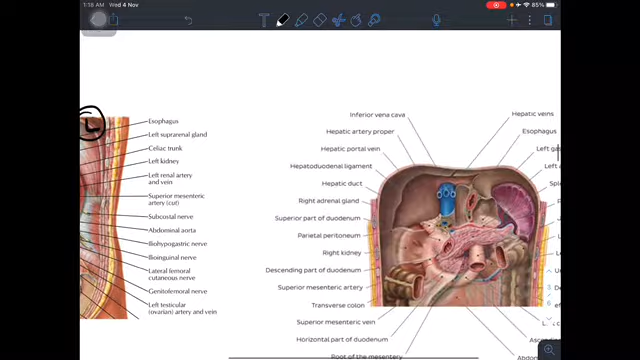 1:18 AM Wed 4 Nov
85%
T
L
Esophagus
Left suprarenal gland
Celiac trunk
Left kidney
Left renal artery
and vein
Superior mesenteric
artery (cut)
Subcostal nerve
Abdominal aorta
Iliohypogastric nerve
Ilioinguinal nerve
Lateral femoral
cutaneous nerve
Genitofemoral nerve
Left testicular
(ovarian) artery and vein
Inferior vena cava
Hepatic artery proper
Hepatic portal vein
Hepatoduodenal ligament
Hepatic duct
Right adrenal gland
Superior part of duodenum
Parietal peritoneum
Right kidney
Descending part of duodenum
Superior mesenteric artery
Transverse colon
Superior mesenteric vein
Horizontal part of duodenum
Root of the mesentery
Hepatic veins
Esophagus
Left
Left